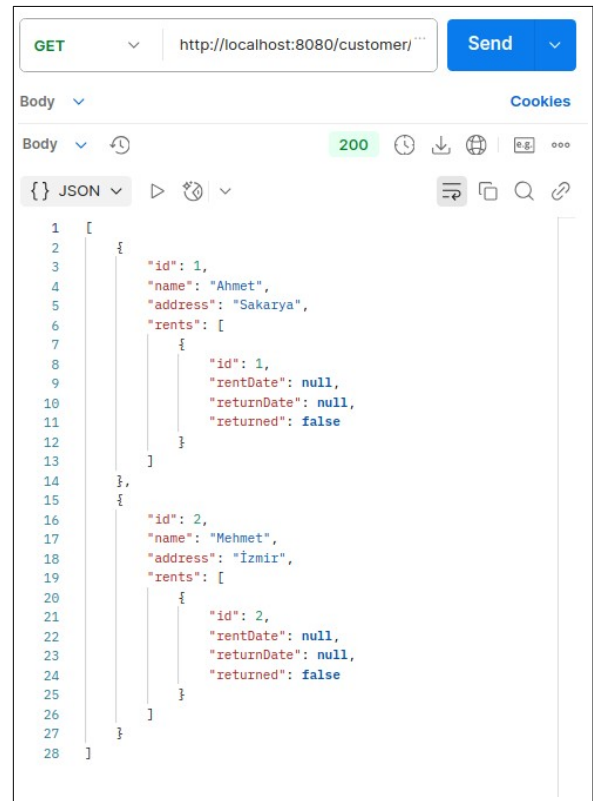 GET http://localhost:8080/customer/... Send
Body Cookies
Body 200 e.g.
{} JSON
1 [
2 {
3 "id": 1,
4 "name": "Ahmet",
5 "address": "Sakarya",
6 "rents": [
7 {
8 "id": 1,
9 "rentDate": null,
10 "returnDate": null,
11 "returned": false
12 }
13 ]
14 },
15 {
16 "id": 2,
17 "name": "Mehmet",
18 "address": "İzmir",
19 "rents": [
20 {
21 "id": 2,
22 "rentDate": null,
23 "returnDate": null,
24 "returned": false
25 }
26 ]
27 }
28 ]